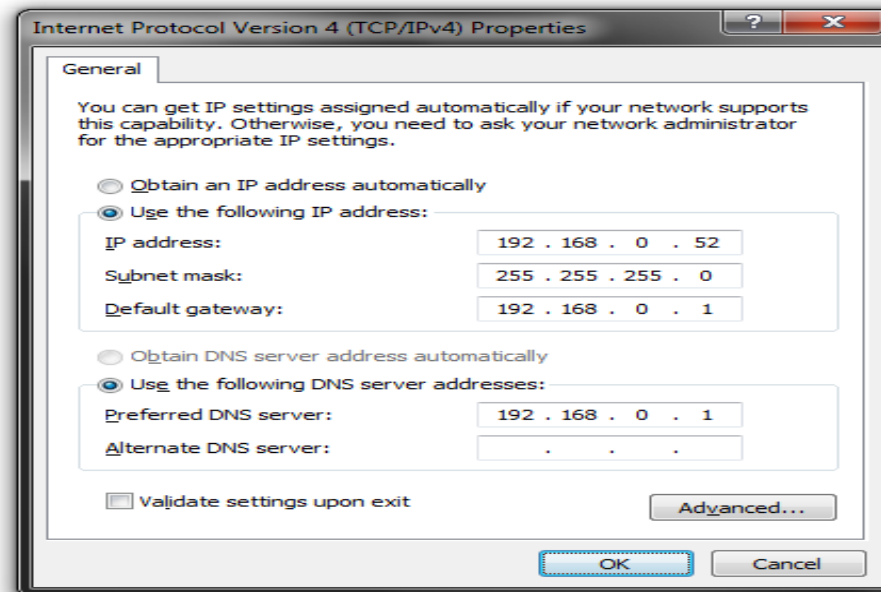 Internet Protocol Version 4 (TCP/IPv4) Properties
?
General
You can get IP settings assigned automatically if your network supports
this capability. Otherwise, you need to ask your network administrator
for the appropriate IP settings.
Obtain an IP address automatically
Use the following IP address:
IP address: 192 . 168 . 0 . 52
Subnet mask: 255 . 255 . 255 . 0
Default gateway: 192 . 168 . 0 . 1
Obtain DNS server address automatically
Use the following DNS server addresses:
Preferred DNS server: 192 . 168 . 0 . 1
Alternate DNS server: . . .
Validate settings upon exit
Advanced...
OK Cancel